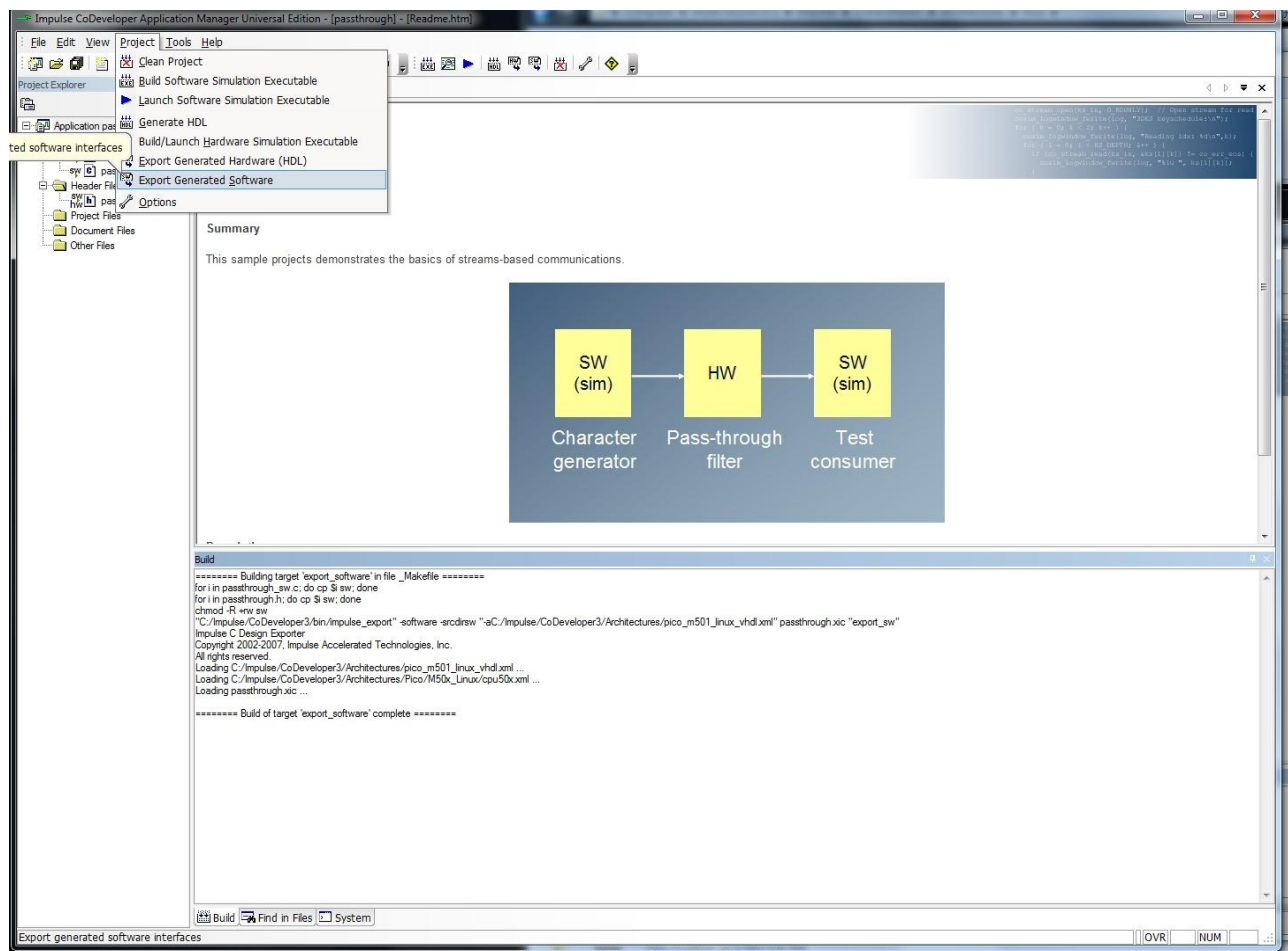 Impulse CoDeveloper Application Manager Universal Edition - [passthrough] - [Readme.htm]
File Edit View Project Tools Help
Clean Project
Build Software Simulation Executable
Launch Software Simulation Executable
Generate HDL
Build/Launch Hardware Simulation Executable
Export Generated Hardware (HDL)
Export Generated Software
Options
Project Explorer
Application pas
ted software interfaces
sw c pas
Header File
sw hw h pas
Project Files
Document Files
Other Files
Summary
This sample projects demonstrates the basics of streams-based communications.
SW (sim)
HW
SW (sim)
Character generator
Pass-through filter
Test consumer
Build
======== Building target 'export_software' in file _Makefile ========
for i in passthrough_sw.c; do cp $i sw; done
for i in passthrough.h; do cp $i sw; done
chmod -R +rw sw
"C:/Impulse/CoDeveloper3/bin/impulse_export" -software -srcdirsw "-aC:/Impulse/CoDeveloper3/Architectures/pico_m501_linux_vhdl.xml" passthrough.xic "export_sw"
Impulse C Design Exporter
Copyright 2002-2007, Impulse Accelerated Technologies, Inc.
All rights reserved.
Loading C:/Impulse/CoDeveloper3/Architectures/pico_m501_linux_vhdl.xml ...
Loading C:/Impulse/CoDeveloper3/Architectures/Pico/M50x_Linux/cpu50x.xml ...
Loading passthrough.xic ...
======== Build of target 'export_software' complete ========
Build Find in Files System
Export generated software interfaces
OVR NUM